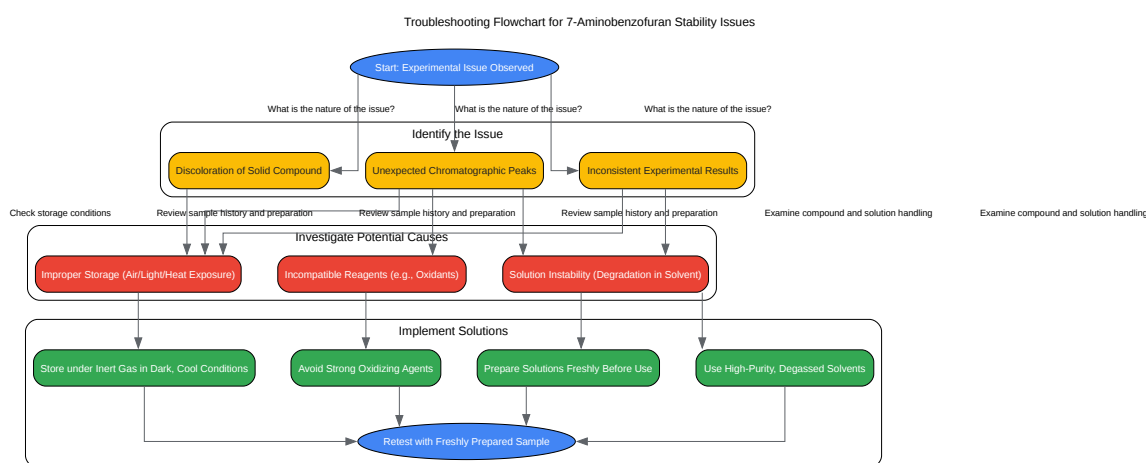 Troubleshooting Flowchart for 7-Aminobenzofuran Stability Issues
Start: Experimental Issue Observed
What is the nature of the issue?
What is the nature of the issue?
What is the nature of the issue?
Identify the Issue
Discoloration of Solid Compound
Unexpected Chromatographic Peaks
Inconsistent Experimental Results
Check storage conditions
Review sample history and preparation
Review sample history and preparation
Review sample history and preparation
Examine compound and solution handling
Examine compound and solution handling
Investigate Potential Causes
Improper Storage (Air/Light/Heat Exposure)
Incompatible Reagents (e.g., Oxidants)
Solution Instability (Degradation in Solvent)
Implement Solutions
Store under Inert Gas in Dark, Cool Conditions
Avoid Strong Oxidizing Agents
Prepare Solutions Freshly Before Use
Use High-Purity, Degassed Solvents
Retest with Freshly Prepared Sample